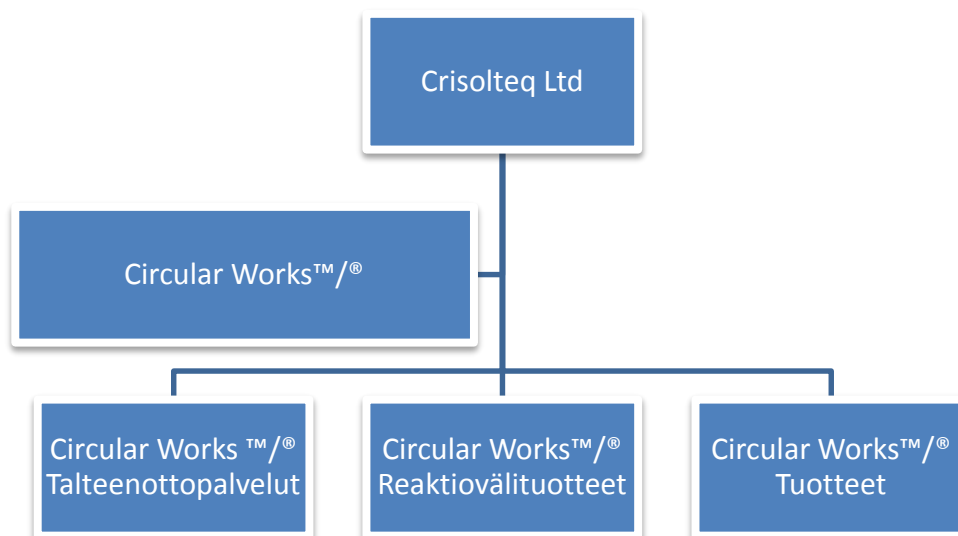 Crisolteq Ltd
Circular Works™/®
Circular Works ™/®
Talteenottopalvelut
Circular Works™/®
Reaktiovälituotteet
Circular Works™/®
Tuotteet